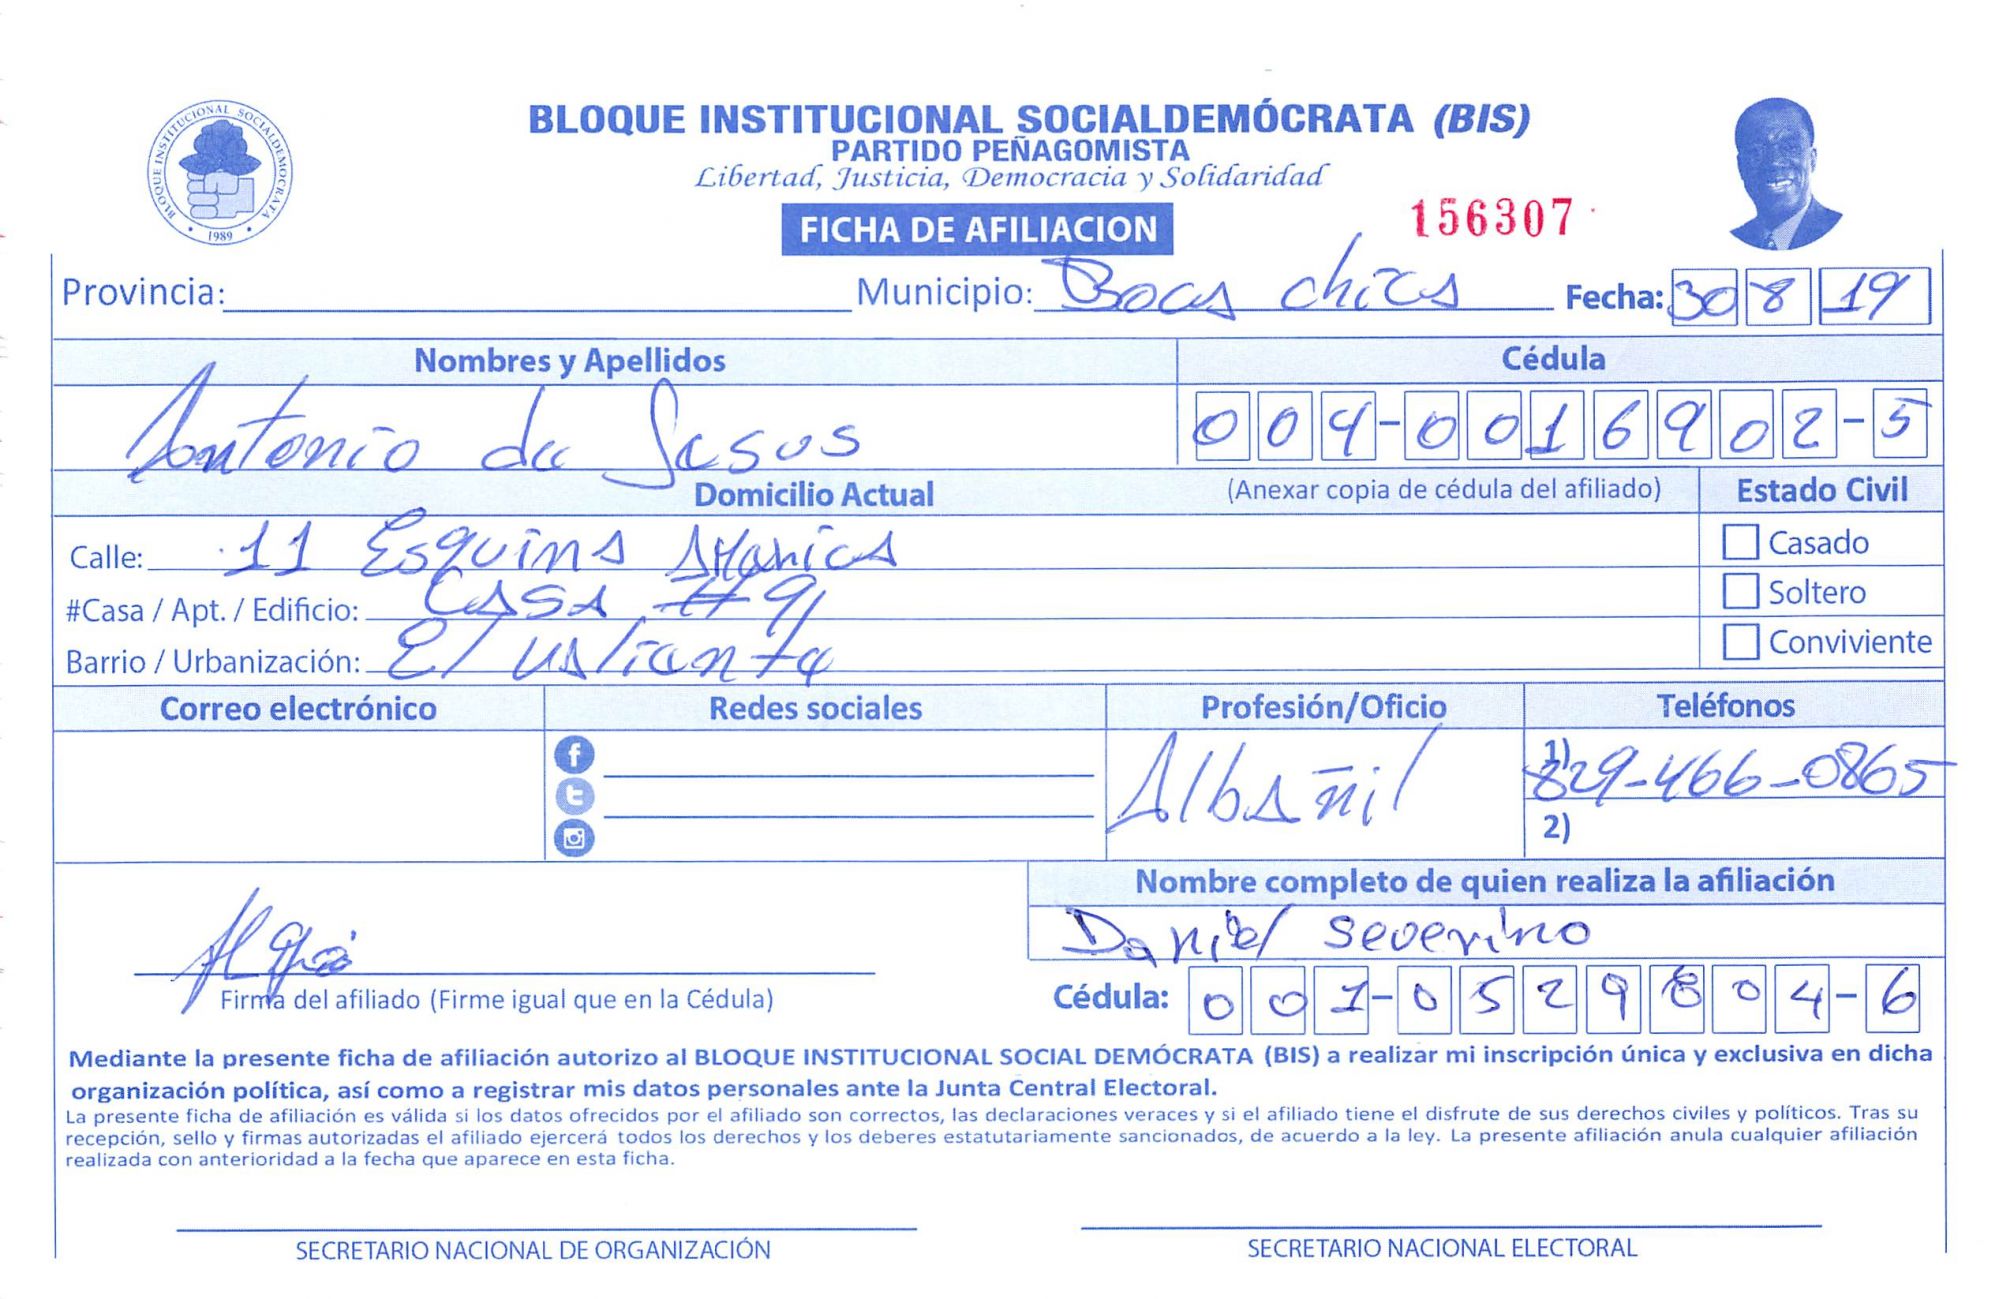 BLOQUE INSTITUCIONAL SOCIALDEMOCRATA
1989
BLOQUE INSTITUCIONAL SOCIALDEMÓCRATA (BIS)
PARTIDO PEÑAGOMISTA
Libertad, Justicia, Democracia y Solidaridad
FICHA DE AFILIACION
156307
Provincia: Municipio: Boca chica Fecha: 30 8 19
Nombres y Apellidos Cédula
Antonio de Jesus 004-0016902-5
Domicilio Actual (Anexar copia de cédula del afiliado) Estado Civil
Calle: 11 Esquina Casado
#Casa / Apt. / Edificio: CASA #9 Soltero
Barrio / Urbanización: El Conviviente
Correo electrónico Redes sociales Profesión/Oficio Teléfonos
Albañil 1) 829-466-0865
2)
Nombre completo de quien realiza la afiliación
Daniel Severino
Firma del afiliado (Firme igual que en la Cédula) Cédula: 001-0529804-6
Mediante la presente ficha de afiliación autorizo al BLOQUE INSTITUCIONAL SOCIAL DEMÓCRATA (BIS) a realizar mi inscripción única y exclusiva en dicha
organización política, así como a registrar mis datos personales ante la Junta Central Electoral.
La presente ficha de afiliación es válida si los datos ofrecidos por el afiliado son correctos, las declaraciones veraces y si el afiliado tiene el disfrute de sus derechos civiles y políticos. Tras su
recepción, sello y firmas autorizadas el afiliado ejercerá todos los derechos y los deberes estatutariamente sancionados, de acuerdo a la ley. La presente afiliación anula cualquier afiliación
realizada con anterioridad a la fecha que aparece en esta ficha.
SECRETARIO NACIONAL DE ORGANIZACIÓN SECRETARIO NACIONAL ELECTORAL